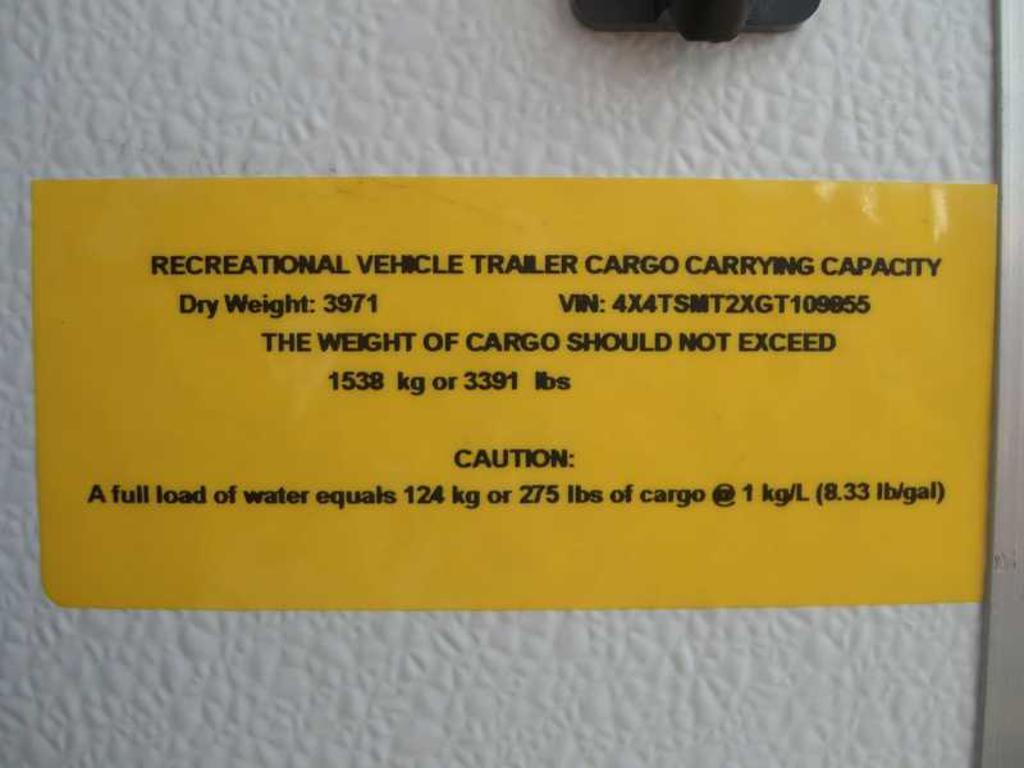 RECREATIONAL VEHICLE TRAILER CARGO CARRYING CAPACITY
Dry Weight: 3971 VIN: 4X4TSMT2XGT109855
THE WEIGHT OF CARGO SHOULD NOT EXCEED
1538 kg or 3391 lbs
CAUTION:
A full load of water equals 124 kg or 275 lbs of cargo @ 1 kg/L (8.33 lb/gal)